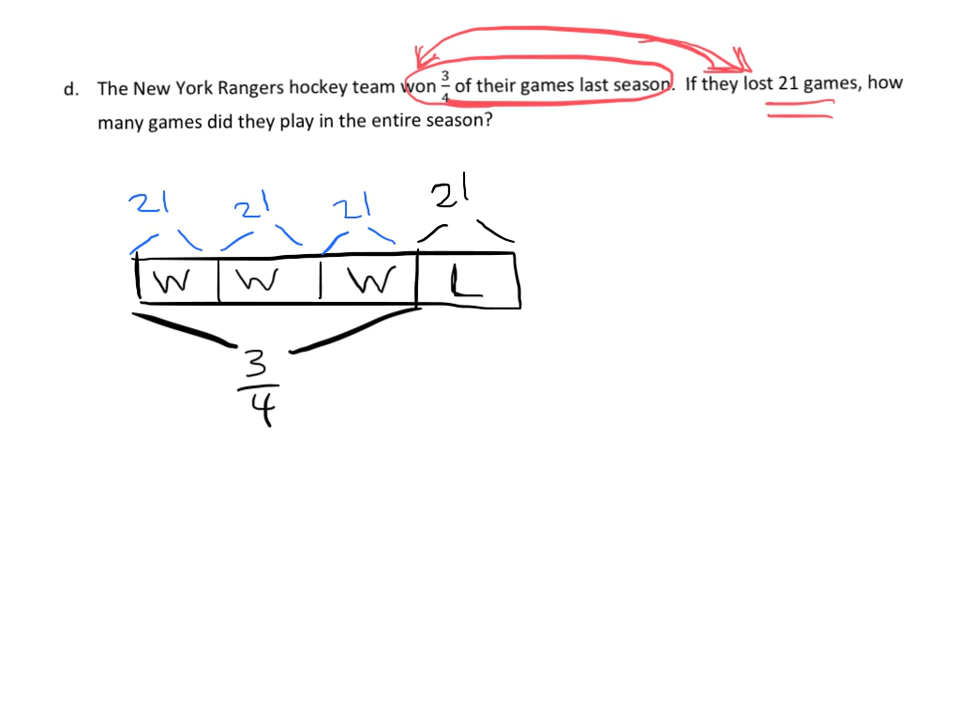 d. The New York Rangers hockey team won 3/4 of their games last season. If they lost 21 games, how
many games did they play in the entire season?
21 21 21 21
W W W L
3/4